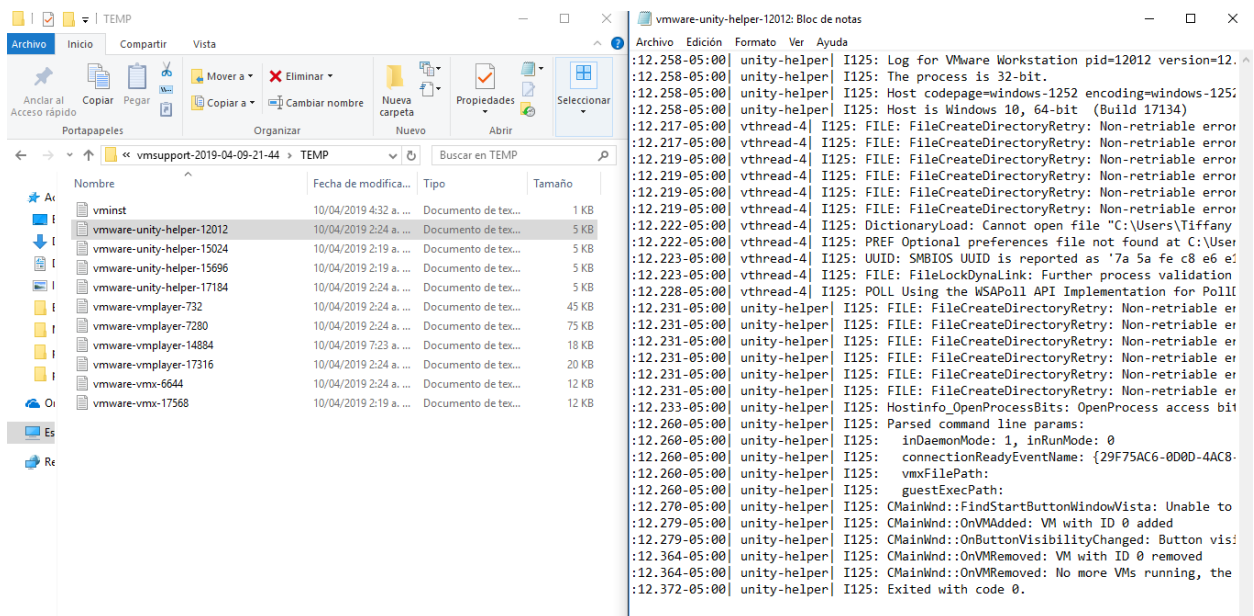 TEMP
Archivo Inicio Compartir Vista
Anclar al Acceso rápido
Copiar
Pegar
Mover a
Copiar a
Eliminar
Cambiar nombre
Nueva carpeta
Propiedades
Seleccionar
Portapapeles Organizar Nuevo Abrir
« vmsupport-2019-04-09-21-44 > TEMP
Buscar en TEMP
Nombre Fecha de modifica... Tipo Tamaño
vminst 10/04/2019 4:32 a. ... Documento de tex... 1 KB
vmware-unity-helper-12012 10/04/2019 2:24 a. ... Documento de tex... 5 KB
vmware-unity-helper-15024 10/04/2019 2:19 a. ... Documento de tex... 5 KB
vmware-unity-helper-15696 10/04/2019 2:19 a. ... Documento de tex... 5 KB
vmware-unity-helper-17184 10/04/2019 2:19 a. ... Documento de tex... 5 KB
vmware-vmplayer-732 10/04/2019 2:24 a. ... Documento de tex... 45 KB
vmware-vmplayer-7280 10/04/2019 2:24 a. ... Documento de tex... 75 KB
vmware-vmplayer-14884 10/04/2019 7:23 a. ... Documento de tex... 18 KB
vmware-vmplayer-17316 10/04/2019 2:24 a. ... Documento de tex... 20 KB
vmware-vmx-6644 10/04/2019 2:24 a. ... Documento de tex... 12 KB
vmware-vmx-17568 10/04/2019 2:19 a. ... Documento de tex... 12 KB
Es
Re
vmware-unity-helper-12012: Bloc de notas
Archivo Edición Formato Ver Ayuda
:12.258-05:00| unity-helper| I125: Log for VMware Workstation pid=12012 version=12.
:12.258-05:00| unity-helper| I125: The process is 32-bit.
:12.258-05:00| unity-helper| I125: Host codepage=windows-1252 encoding=windows-1252
:12.258-05:00| unity-helper| I125: Host is Windows 10, 64-bit (Build 17134)
:12.217-05:00| vthread-4| I125: FILE: FileCreateDirectoryRetry: Non-retriable error
:12.217-05:00| vthread-4| I125: FILE: FileCreateDirectoryRetry: Non-retriable error
:12.219-05:00| vthread-4| I125: FILE: FileCreateDirectoryRetry: Non-retriable error
:12.219-05:00| vthread-4| I125: FILE: FileCreateDirectoryRetry: Non-retriable error
:12.219-05:00| vthread-4| I125: FILE: FileCreateDirectoryRetry: Non-retriable error
:12.219-05:00| vthread-4| I125: FILE: FileCreateDirectoryRetry: Non-retriable error
:12.222-05:00| vthread-4| I125: DictionaryLoad: Cannot open file "C:\Users\Tiffany
:12.222-05:00| vthread-4| I125: PREF Optional preferences file not found at C:\User
:12.223-05:00| vthread-4| I125: UUID: SMBIOS UUID is reported as '7a 5a fe c8 e6 e1
:12.223-05:00| vthread-4| I125: FILE: FileLockDynaLink: Further process validation
:12.228-05:00| vthread-4| I125: POLL Using the WSAPoll API Implementation for PollD
:12.231-05:00| unity-helper| I125: FILE: FileCreateDirectoryRetry: Non-retriable er
:12.231-05:00| unity-helper| I125: FILE: FileCreateDirectoryRetry: Non-retriable er
:12.231-05:00| unity-helper| I125: FILE: FileCreateDirectoryRetry: Non-retriable er
:12.231-05:00| unity-helper| I125: FILE: FileCreateDirectoryRetry: Non-retriable er
:12.231-05:00| unity-helper| I125: FILE: FileCreateDirectoryRetry: Non-retriable er
:12.231-05:00| unity-helper| I125: FILE: FileCreateDirectoryRetry: Non-retriable er
:12.233-05:00| unity-helper| I125: Hostinfo_OpenProcessBits: OpenProcess access bit
:12.260-05:00| unity-helper| I125: Parsed command line params:
:12.260-05:00| unity-helper| I125: inDaemonMode: 1, inRunMode: 0
:12.260-05:00| unity-helper| I125: connectionReadyEventName: {29F75AC6-0D0D-4AC8-
:12.260-05:00| unity-helper| I125: vmxFilePath:
:12.260-05:00| unity-helper| I125: guestExecPath:
:12.270-05:00| unity-helper| I125: CMainWnd::FindStartButtonWindowVista: Unable to
:12.279-05:00| unity-helper| I125: CMainWnd::OnVMAdded: VM with ID 0 added
:12.279-05:00| unity-helper| I125: CMainWnd::OnButtonVisibilityChanged: Button visi
:12.364-05:00| unity-helper| I125: CMainWnd::OnVMRemoved: VM with ID 0 removed
:12.364-05:00| unity-helper| I125: CMainWnd::OnVMRemoved: No more VMs running, the
:12.372-05:00| unity-helper| I125: Exited with code 0.